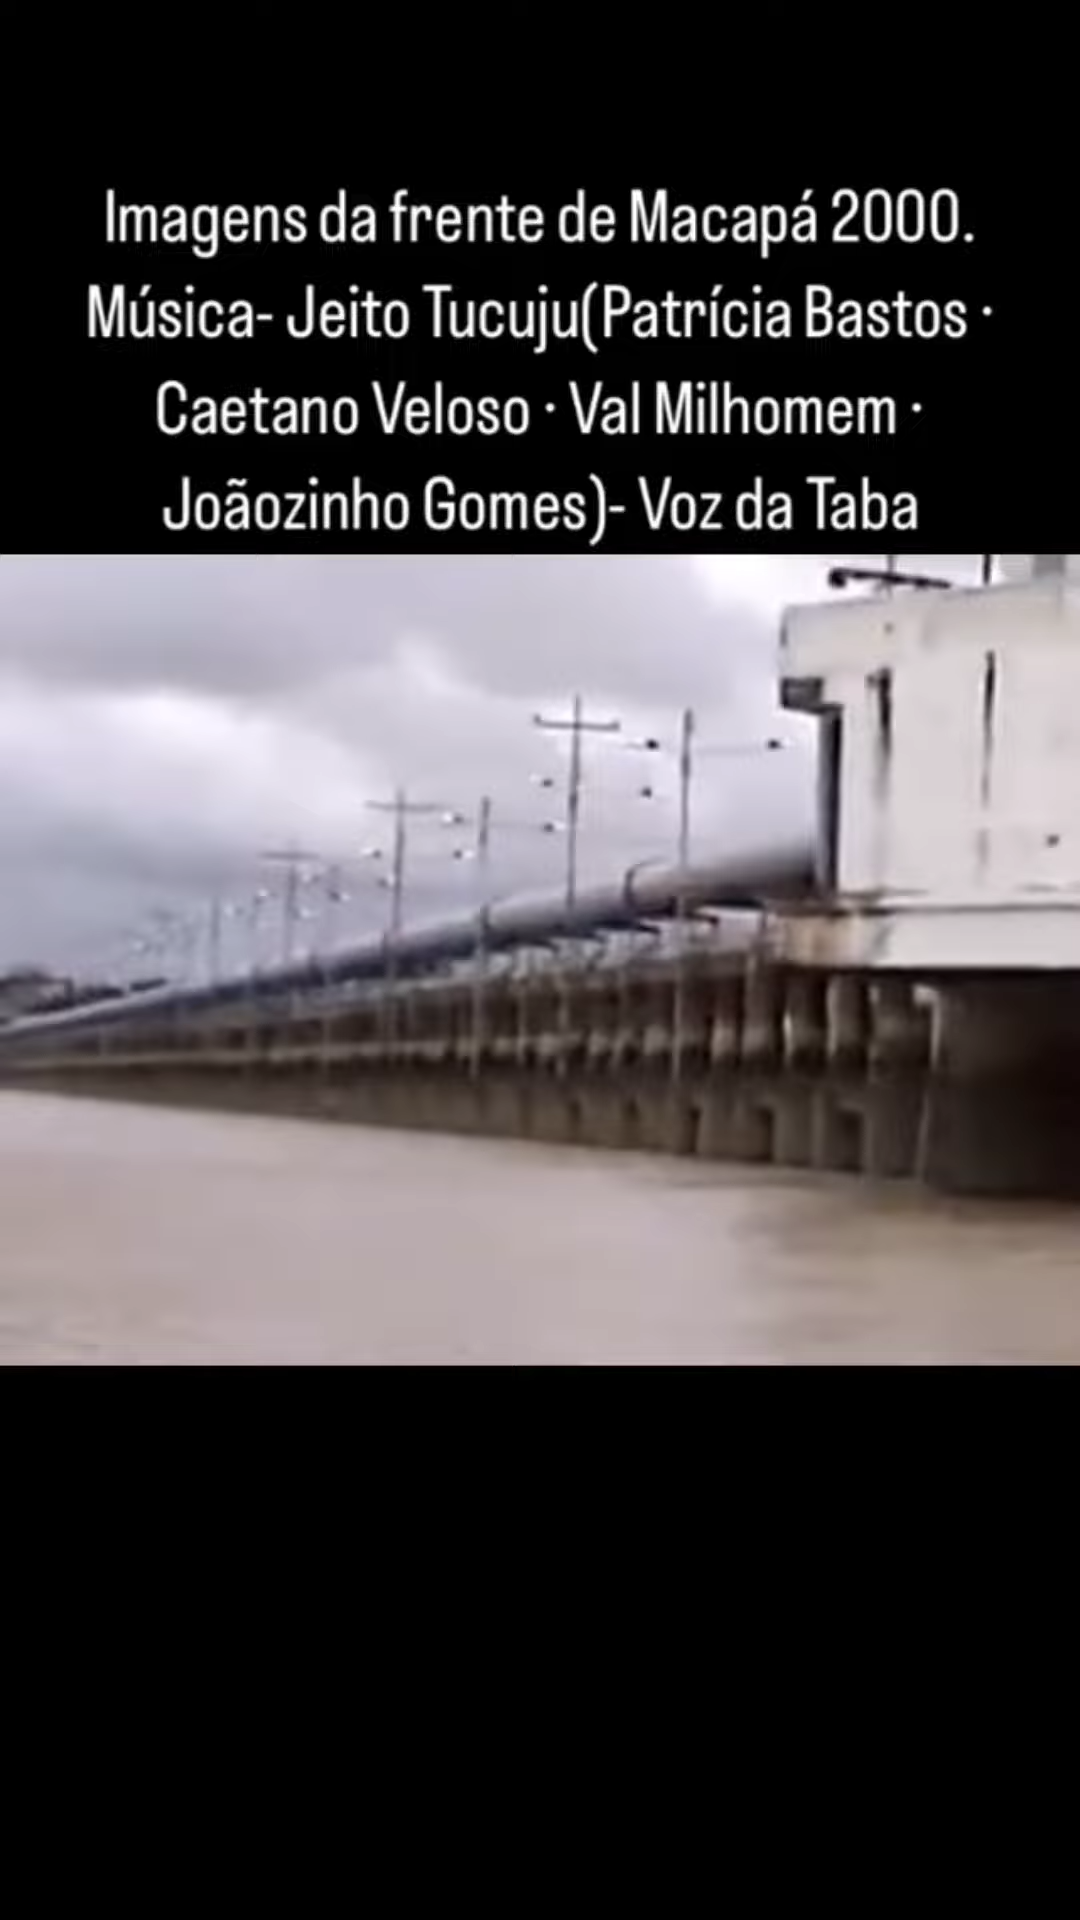 Imagens da frente de Macapá 2000.
Música- Jeito Tucuju(Patrícia Bastos ·
Caetano Veloso · Val Milhomem ·
Joãozinho Gomes)- Voz da Taba